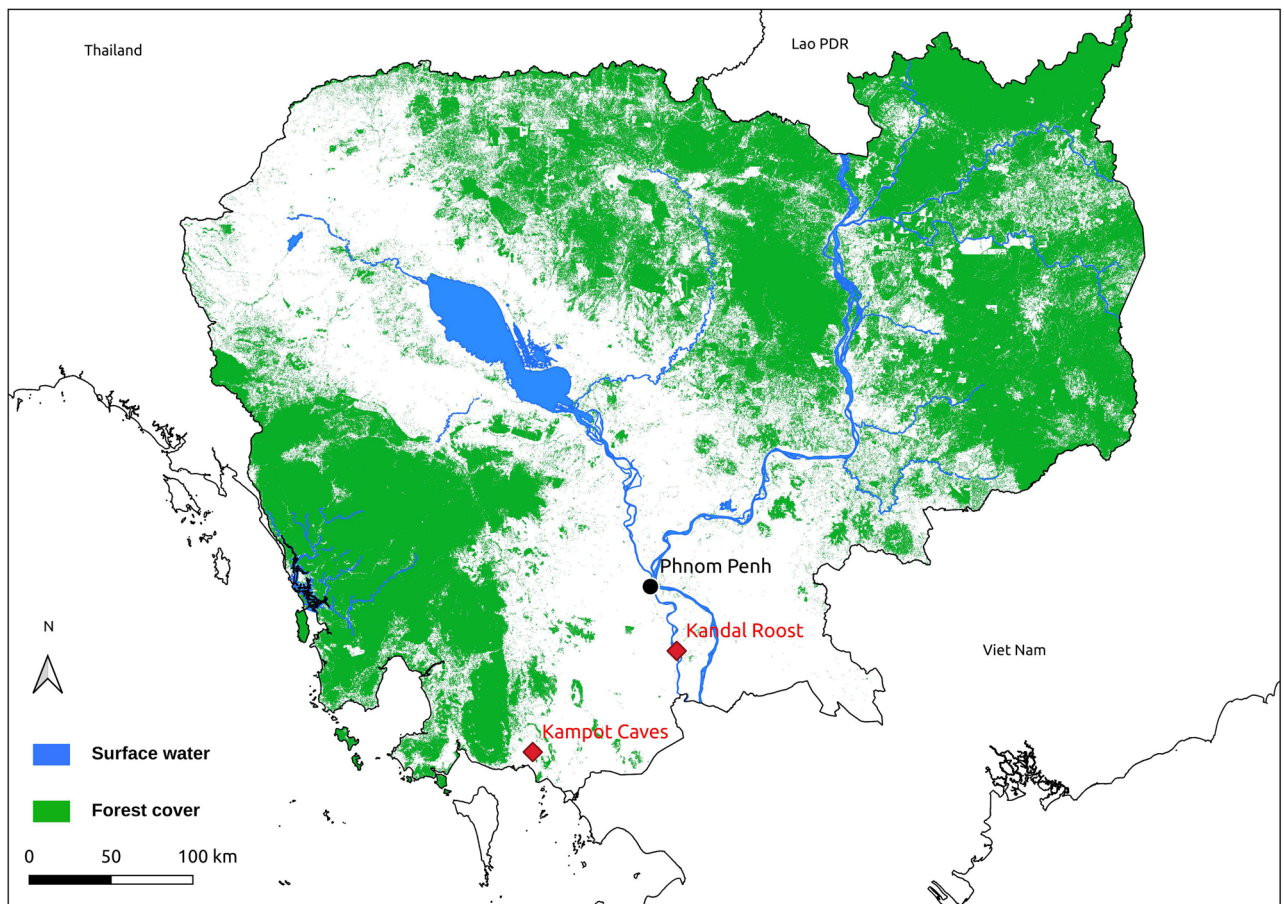 Thailand
Lao PDR
Phnom Penh
Kandal Roost
Viet Nam
Kampot Caves
N
Surface water
Forest cover
0 50 100 km